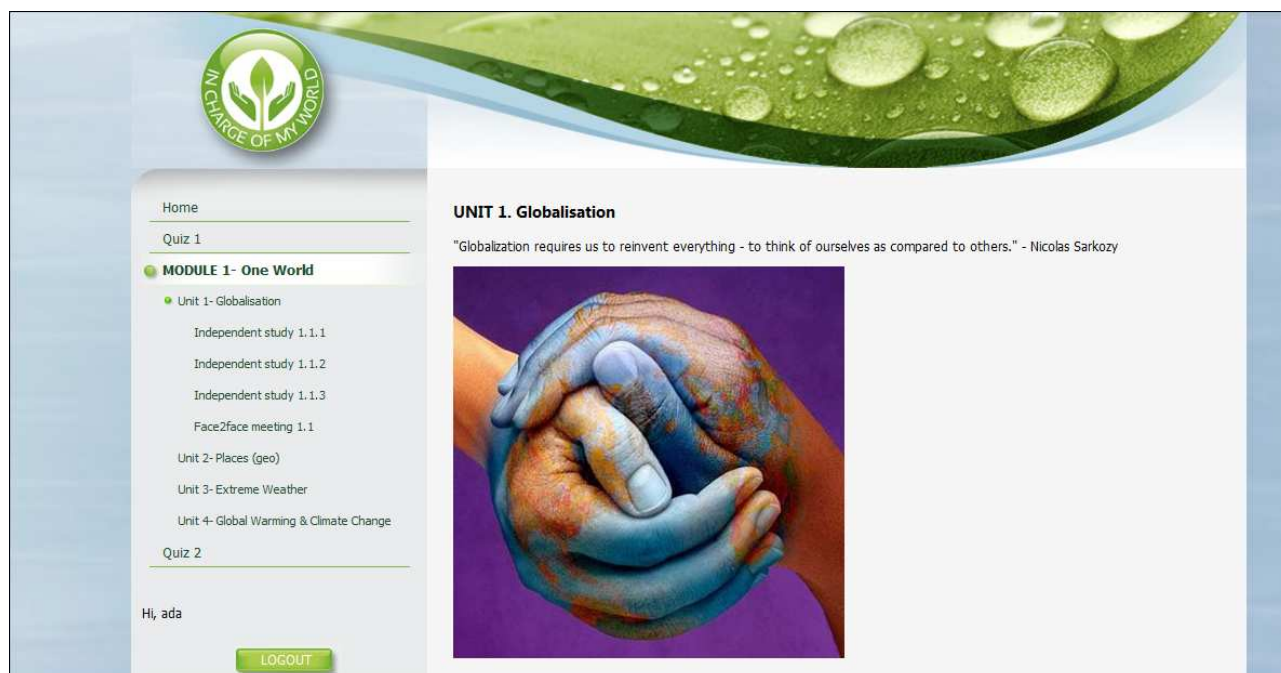 IN CHARGE OF MY WORLD
Home
Quiz 1
MODULE 1- One World
Unit 1- Globalisation
Independent study 1.1.1
Independent study 1.1.2
Independent study 1.1.3
Face2face meeting 1.1
Unit 2- Places (geo)
Unit 3- Extreme Weather
Unit 4- Global Warming & Climate Change
Quiz 2
Hi, ada
LOGOUT
UNIT 1. Globalisation
"Globalization requires us to reinvent everything - to think of ourselves as compared to others." - Nicolas Sarkozy